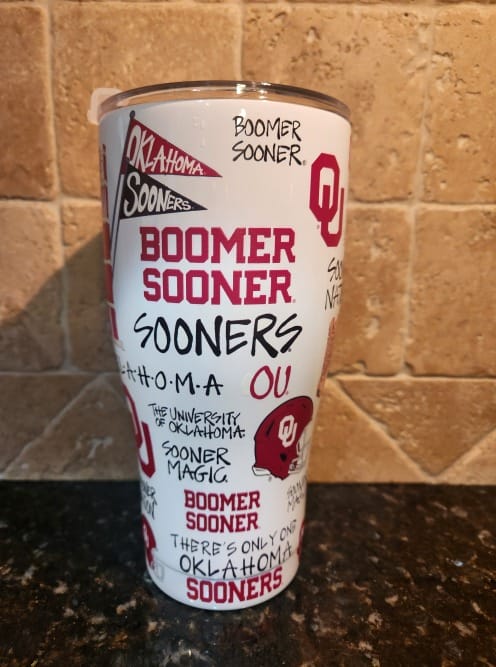 BOOMER
SOONER
OKLAHOMA
SOONERS
OU
BOOMER
SOONER
SOONERS
A·H·O·M·A
OU
THE UNIVERSITY
OF OKLAHOMA
OU
SOONER
MAGIC
BOOMER
SOONER
THERE'S ONLY ONE
OKLAHOMA
SOONERS